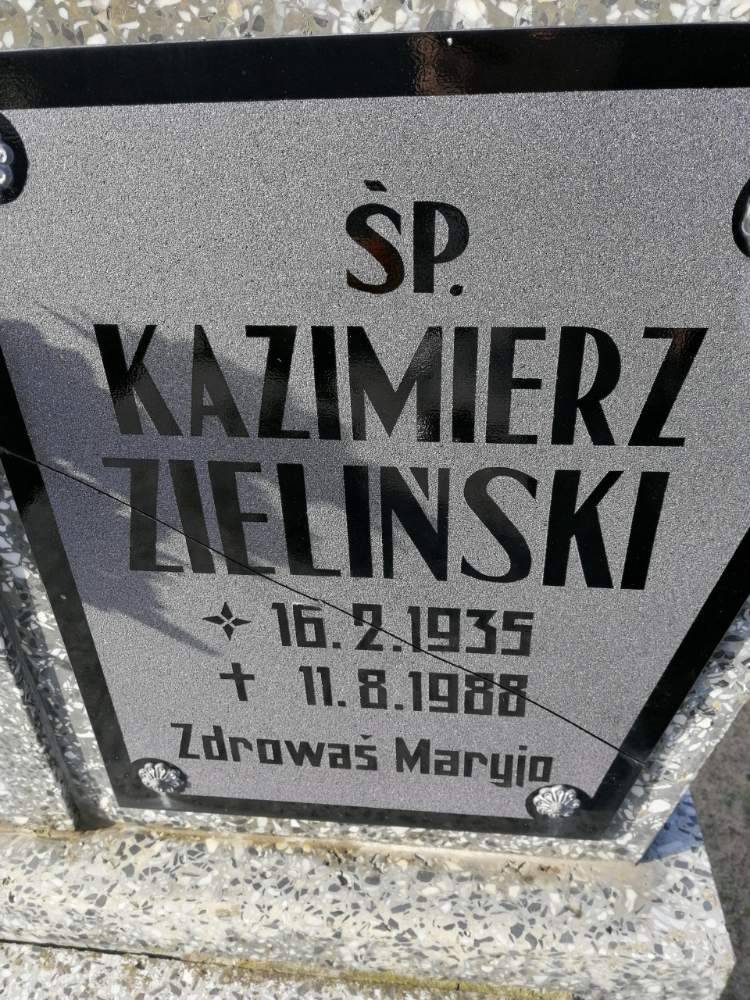 ŚP.
KAZIMIERZ
ZIELIŃSKI
16.2.1935
✝ 11.8.1988
Zdrowaś Maryjo